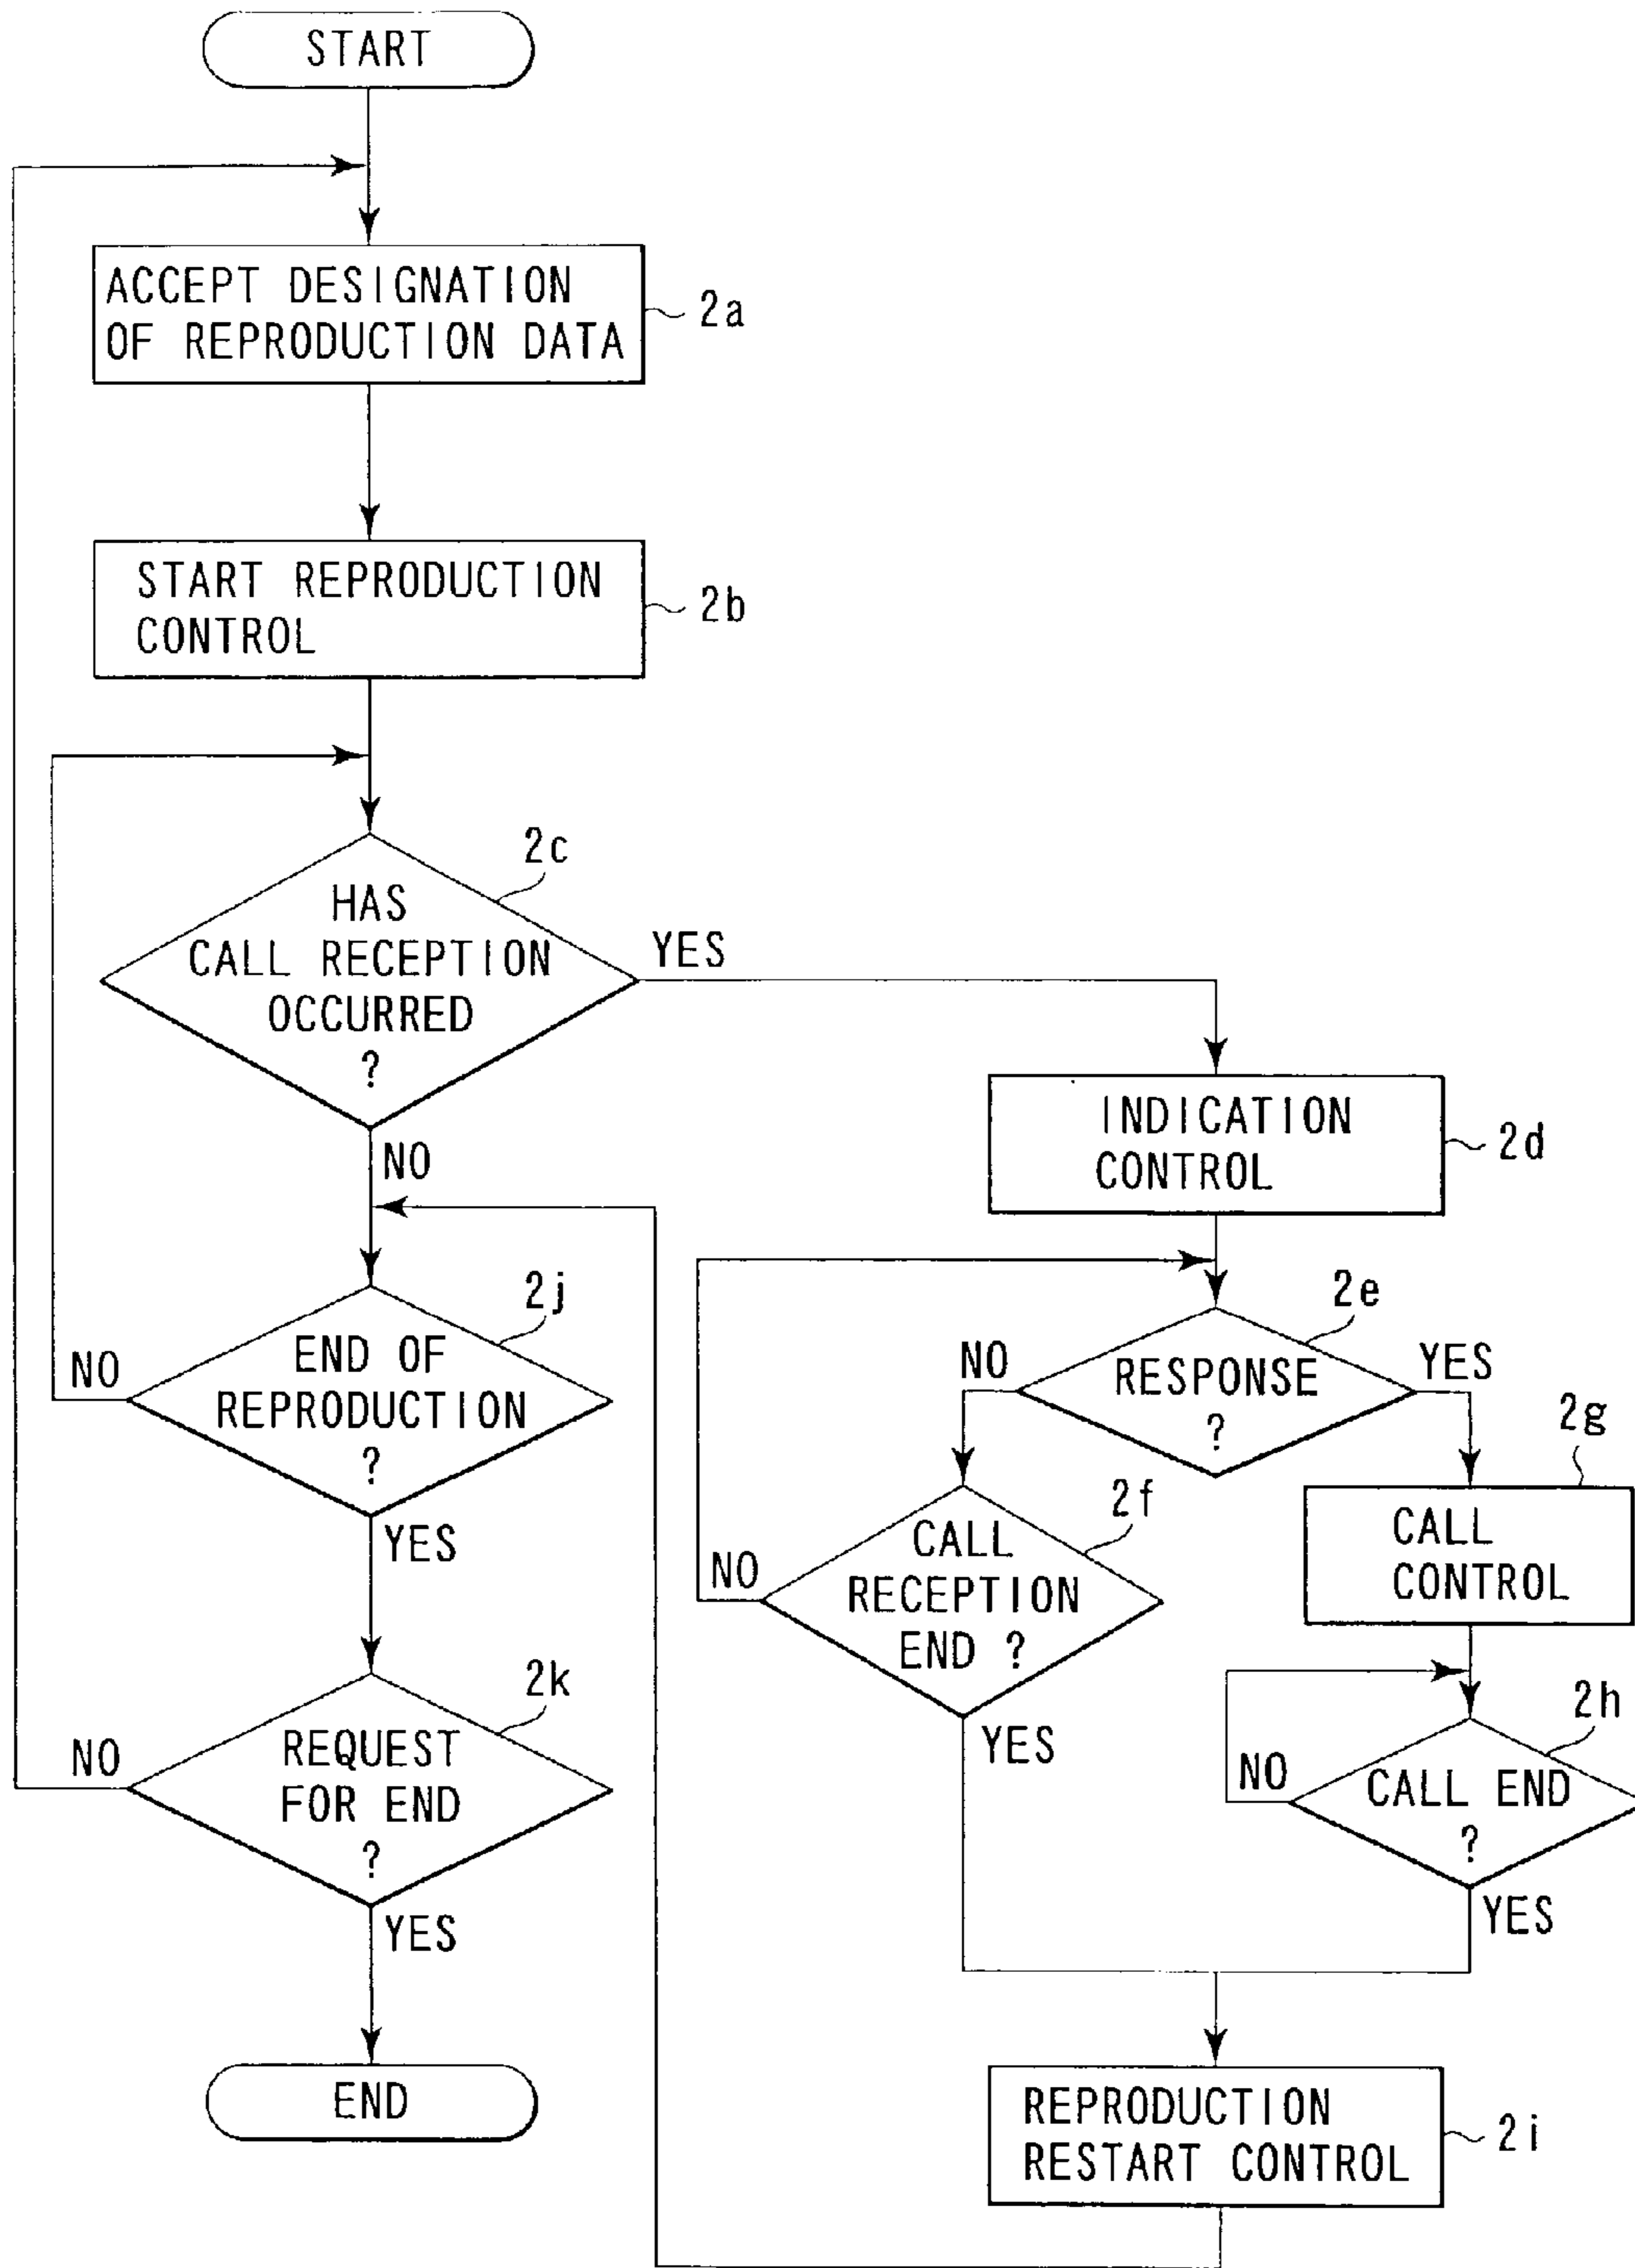 START
ACCEPT DESIGNATION
OF REPRODUCTION DATA
2a
START REPRODUCTION
CONTROL
2b
2c
HAS
CALL RECEPTION
OCCURRED
?
YES
NO
INDICATION
CONTROL
2d
2j
END OF
REPRODUCTION
?
NO
YES
2e
RESPONSE
?
NO
YES
2g
CALL
CONTROL
2f
CALL
RECEPTION
END ?
NO
YES
2k
REQUEST
FOR END
?
NO
YES
2h
CALL END
?
NO
YES
END
REPRODUCTION
RESTART CONTROL
2i